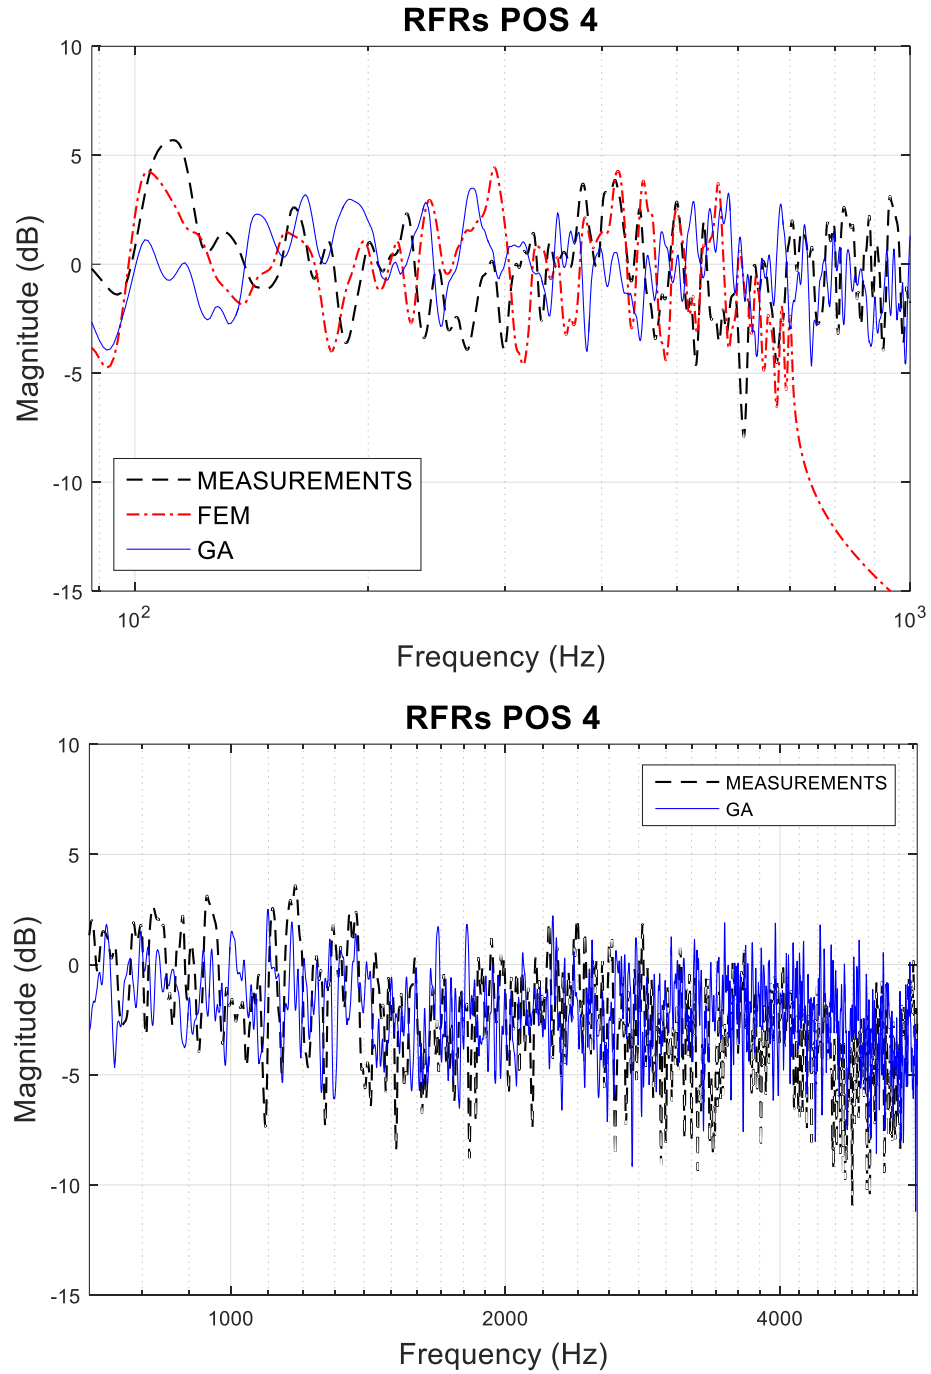 RFRs POS 4
10
5
0
-5
-10
-15
Magnitude (dB)
MEASUREMENTS
FEM
GA
10^2
10^3
Frequency (Hz)
RFRs POS 4
10
5
0
-5
-10
-15
Magnitude (dB)
MEASUREMENTS
GA
1000 2000 4000
Frequency (Hz)